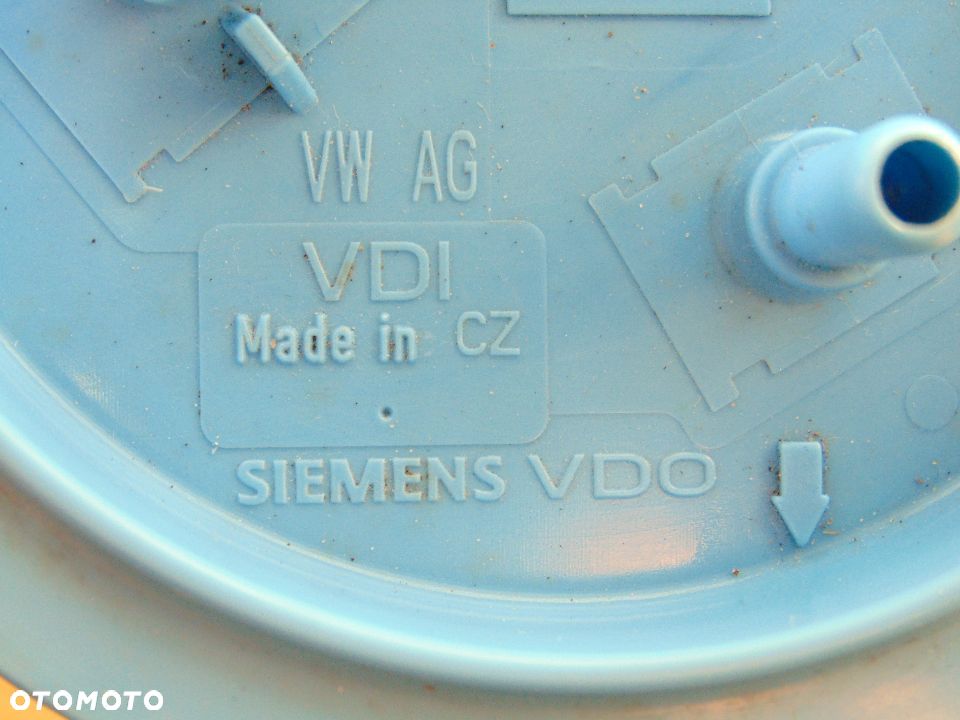 VW AG
VDI
Made in CZ
SIEMENS VDO
OTOMOTO